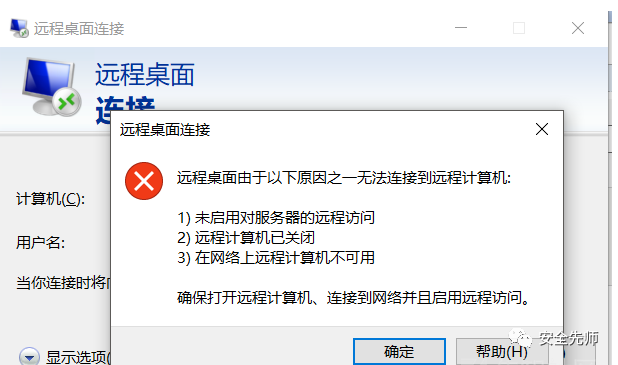 远程桌面连接
远程桌面
连接
远程桌面连接
远程桌面由于以下原因之一无法连接到远程计算机:
计算机(C):
1) 未启用对服务器的远程访问
2) 远程计算机已关闭
3) 在网络上远程计算机不可用
用户名:
当你连接时将
确保打开远程计算机、连接到网络并且启用远程访问。
显示选项(
确定
帮助(H)
安全先师